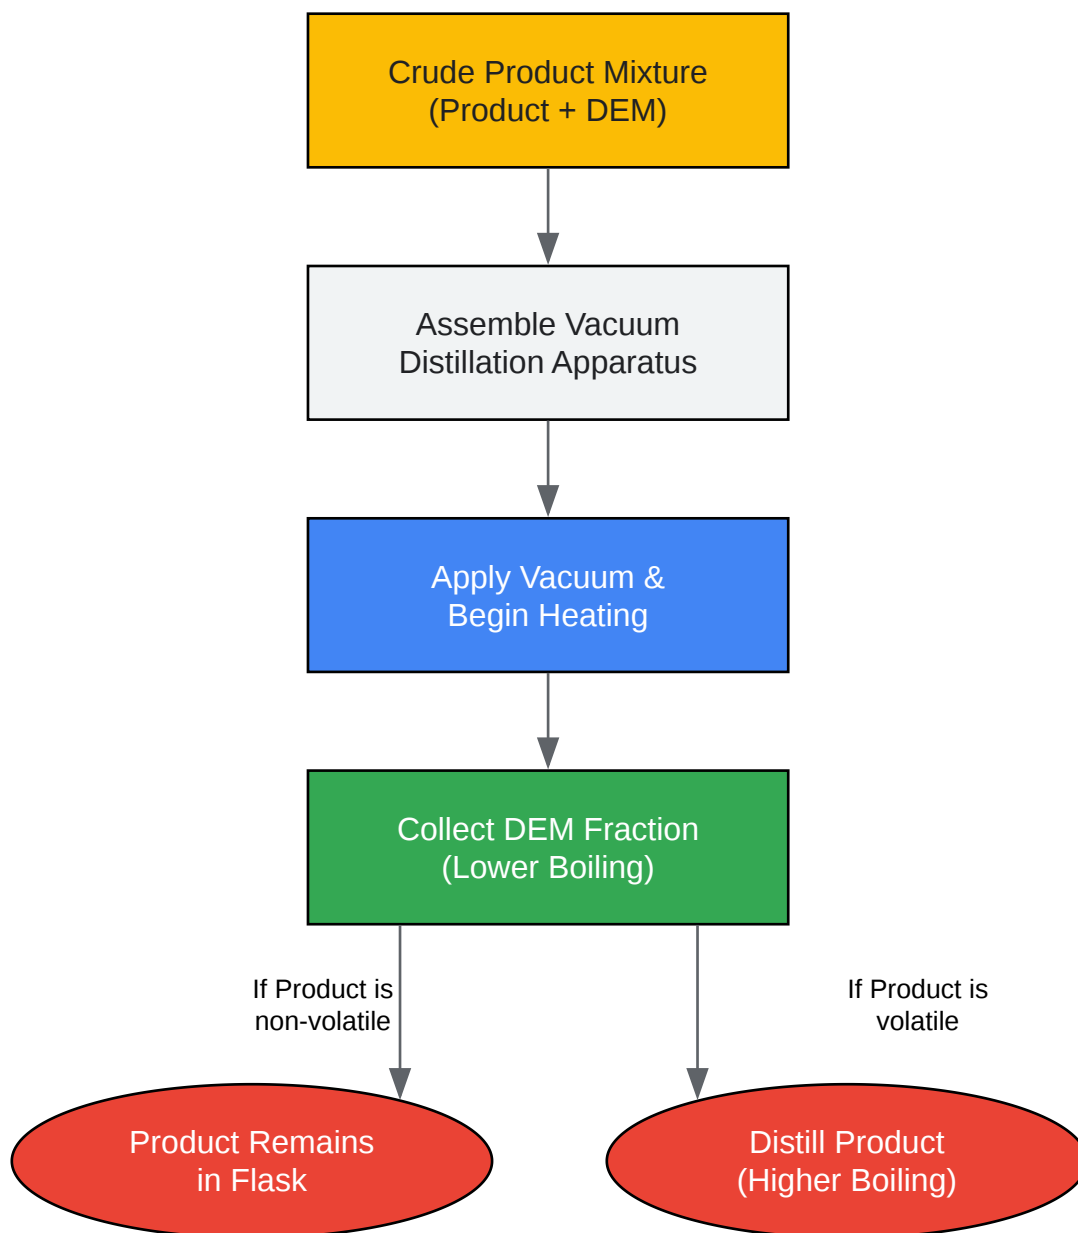 Crude Product Mixture
(Product + DEM)
Assemble Vacuum
Distillation Apparatus
Apply Vacuum &
Begin Heating
Collect DEM Fraction
(Lower Boiling)
If Product is
non-volatile
If Product is
volatile
Product Remains
in Flask
Distill Product
(Higher Boiling)